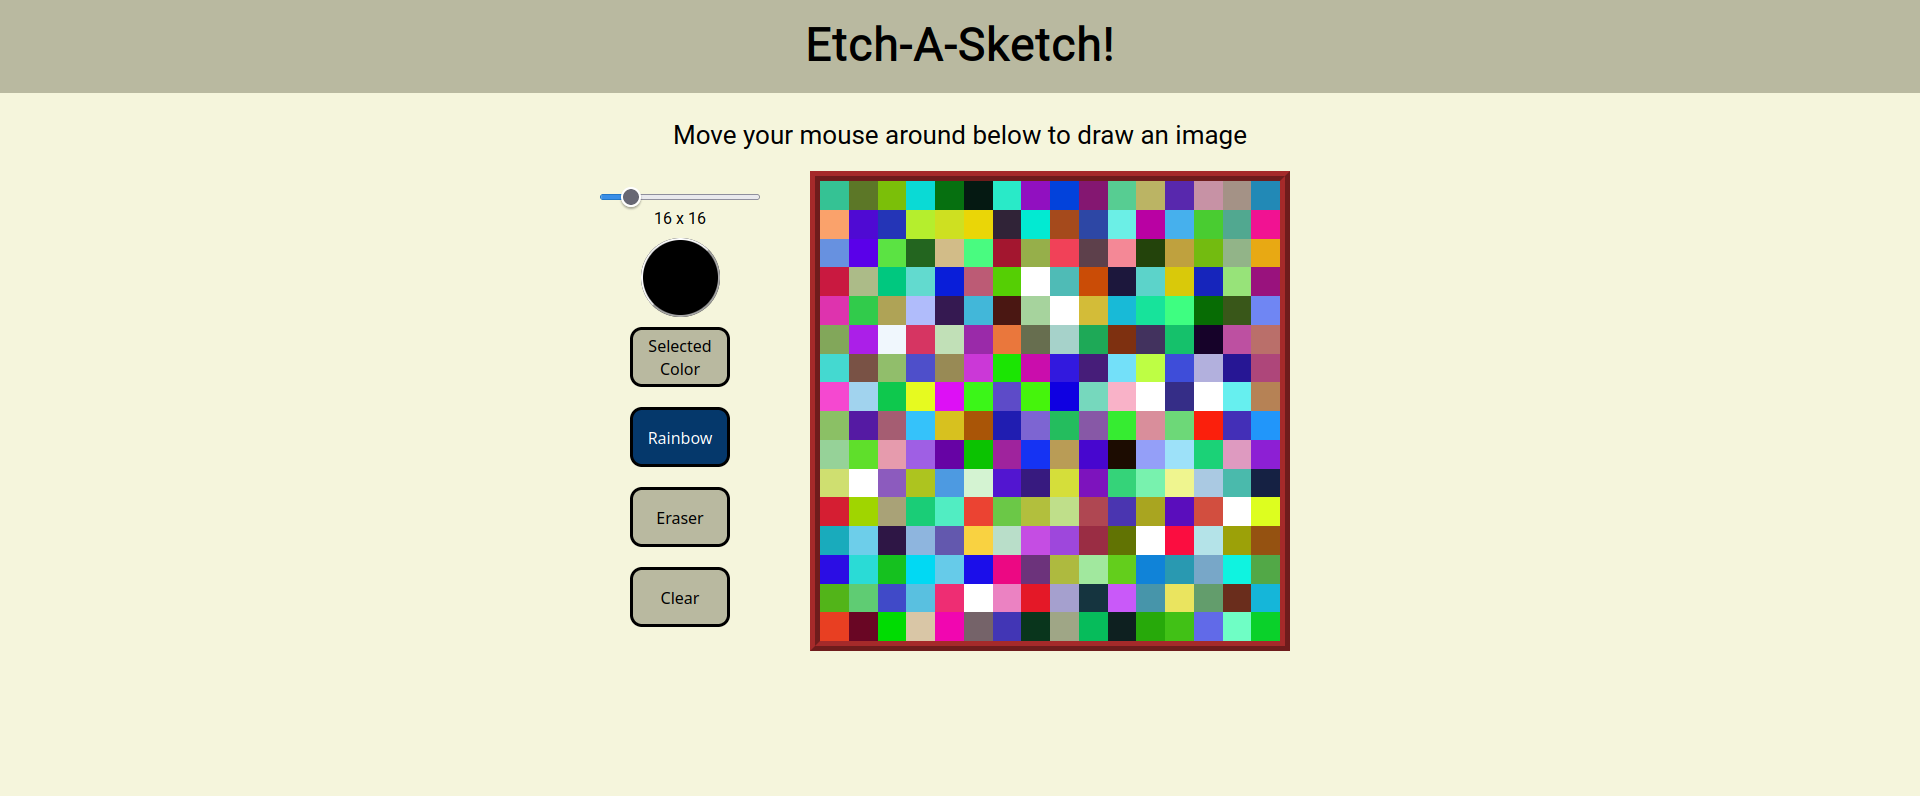 Etch-A-Sketch!
Move your mouse around below to draw an image
16 x 16
Selected
Color
Rainbow
Eraser
Clear